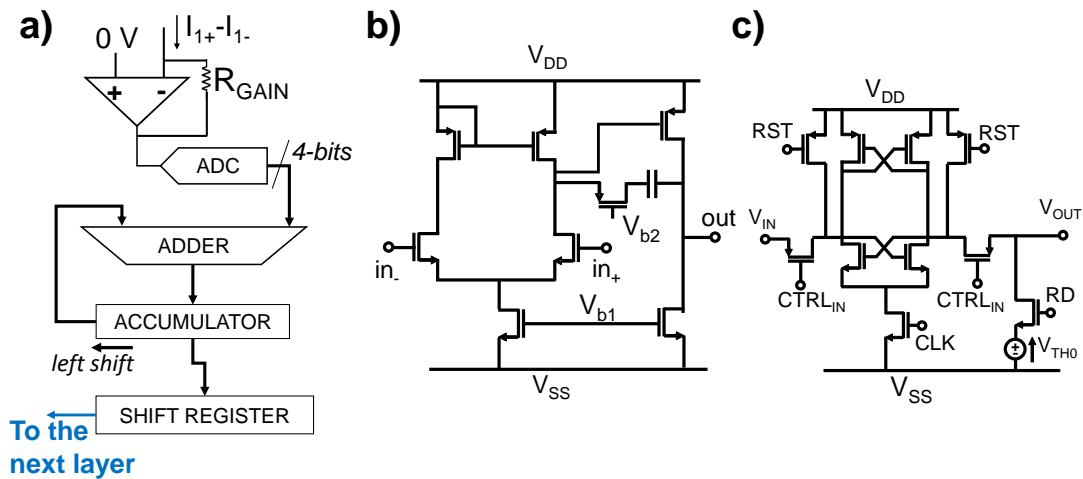 a)
I1+-I1-
0 V
+
-
RGAIN
ADC
4-bits
ADDER
ACCUMULATOR
left shift
SHIFT REGISTER
To the
next layer
b)
VDD
Vb2
out
in-
in+
Vb1
VSS
c)
VDD
RST
RST
VIN
VOUT
CTRLIN
CTRLIN
RD
CLK
VTH0
VSS